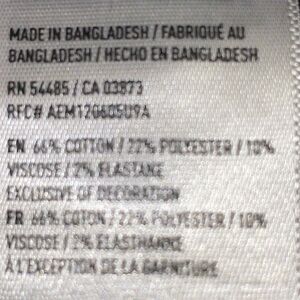 MADE IN BANGLADESH / FABRIQUÉ AU
BANGLADESH / HECHO EN BANGLADESH
RN 54485 / CA 03873
RFC# AEM120605U9A
EN 66% COTTON / 22% POLYESTER / 10%
VISCOSE / 2% ELASTANE
EXCLUSIVE OF DECORATION
FR 66% COTON / 22% POLYESTER / 10%
VISCOSE / 2% ÉLASTHANNE
À L'EXCEPTION DE LA GARNITURE